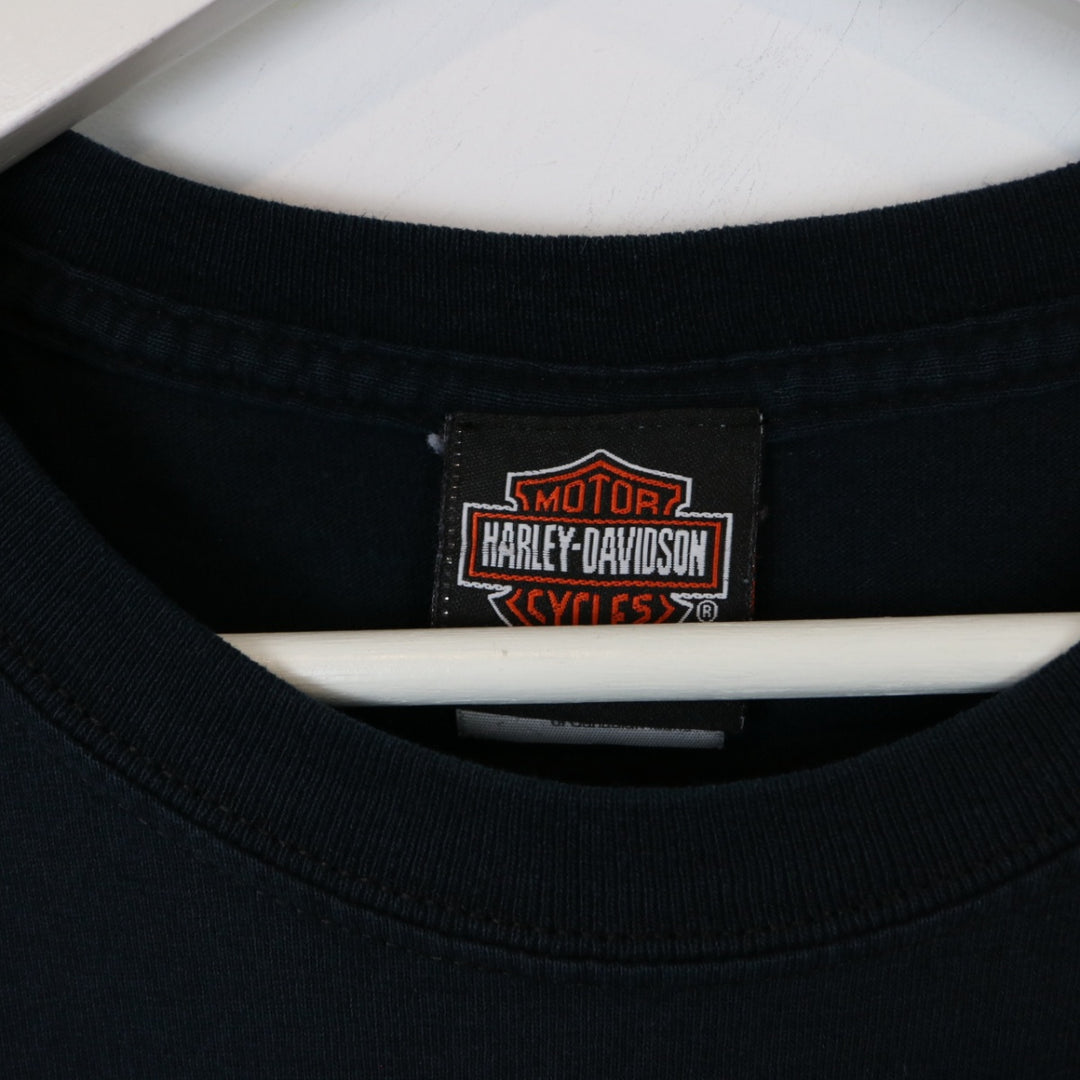 MOTOR
HARLEY-DAVIDSON
CYCLES
®